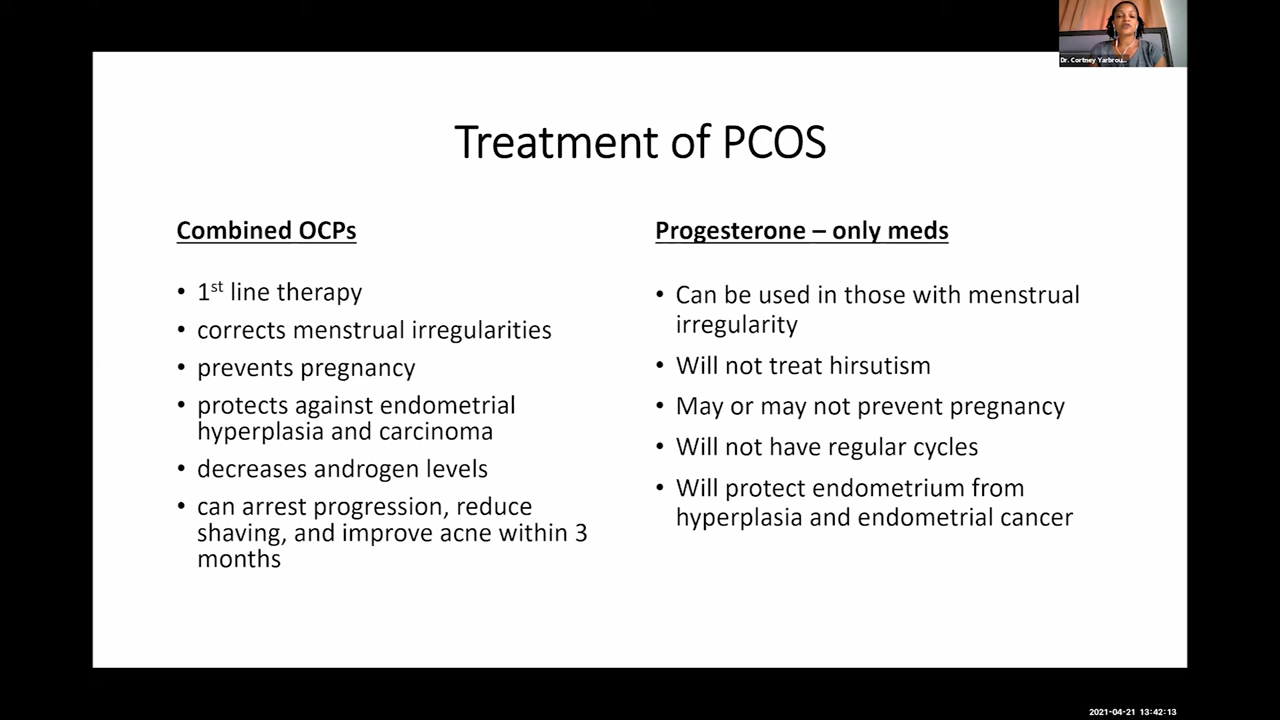 Dr. Cortney Yarbrou...
Treatment of PCOS
Combined OCPs
• 1st line therapy
• corrects menstrual irregularities
• prevents pregnancy
• protects against endometrial
hyperplasia and carcinoma
• decreases androgen levels
• can arrest progression, reduce
shaving, and improve acne within 3
months
Progesterone – only meds
• Can be used in those with menstrual
irregularity
• Will not treat hirsutism
• May or may not prevent pregnancy
• Will not have regular cycles
• Will protect endometrium from
hyperplasia and endometrial cancer
2021-04-21 13:42:13